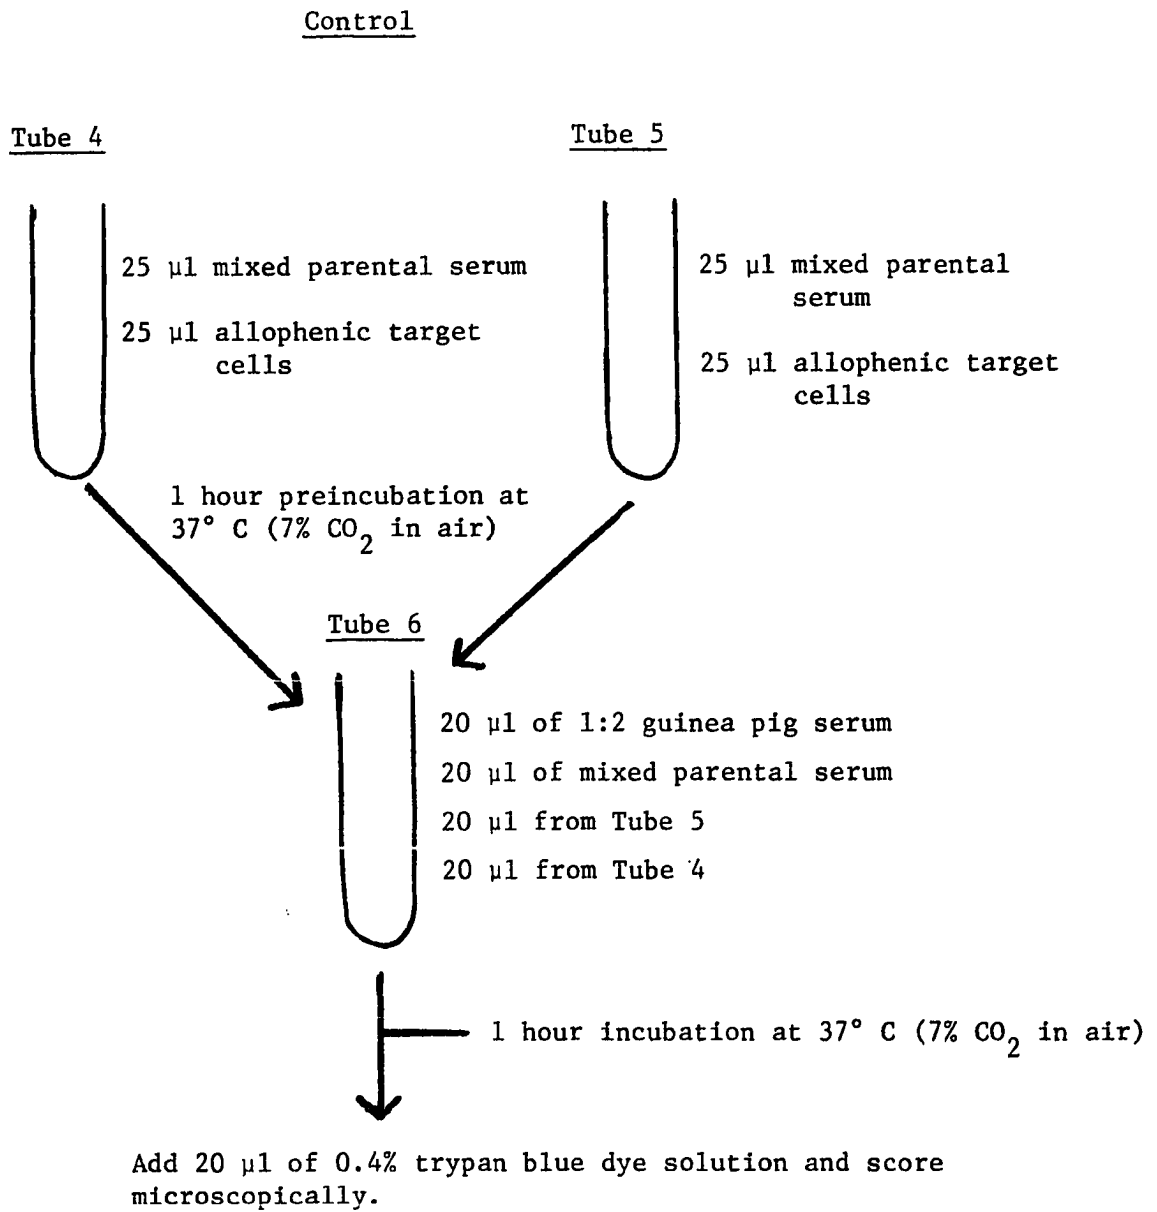 Control
Tube 4
Tube 5
25 µl mixed parental serum
25 µl allophenic target
cells
25 µl mixed parental
serum
25 µl allophenic target
cells
1 hour preincubation at
37° C (7% CO2 in air)
Tube 6
20 µl of 1:2 guinea pig serum
20 µl of mixed parental serum
20 µl from Tube 5
20 µl from Tube 4
1 hour incubation at 37° C (7% CO2 in air)
Add 20 µl of 0.4% trypan blue dye solution and score
microscopically.